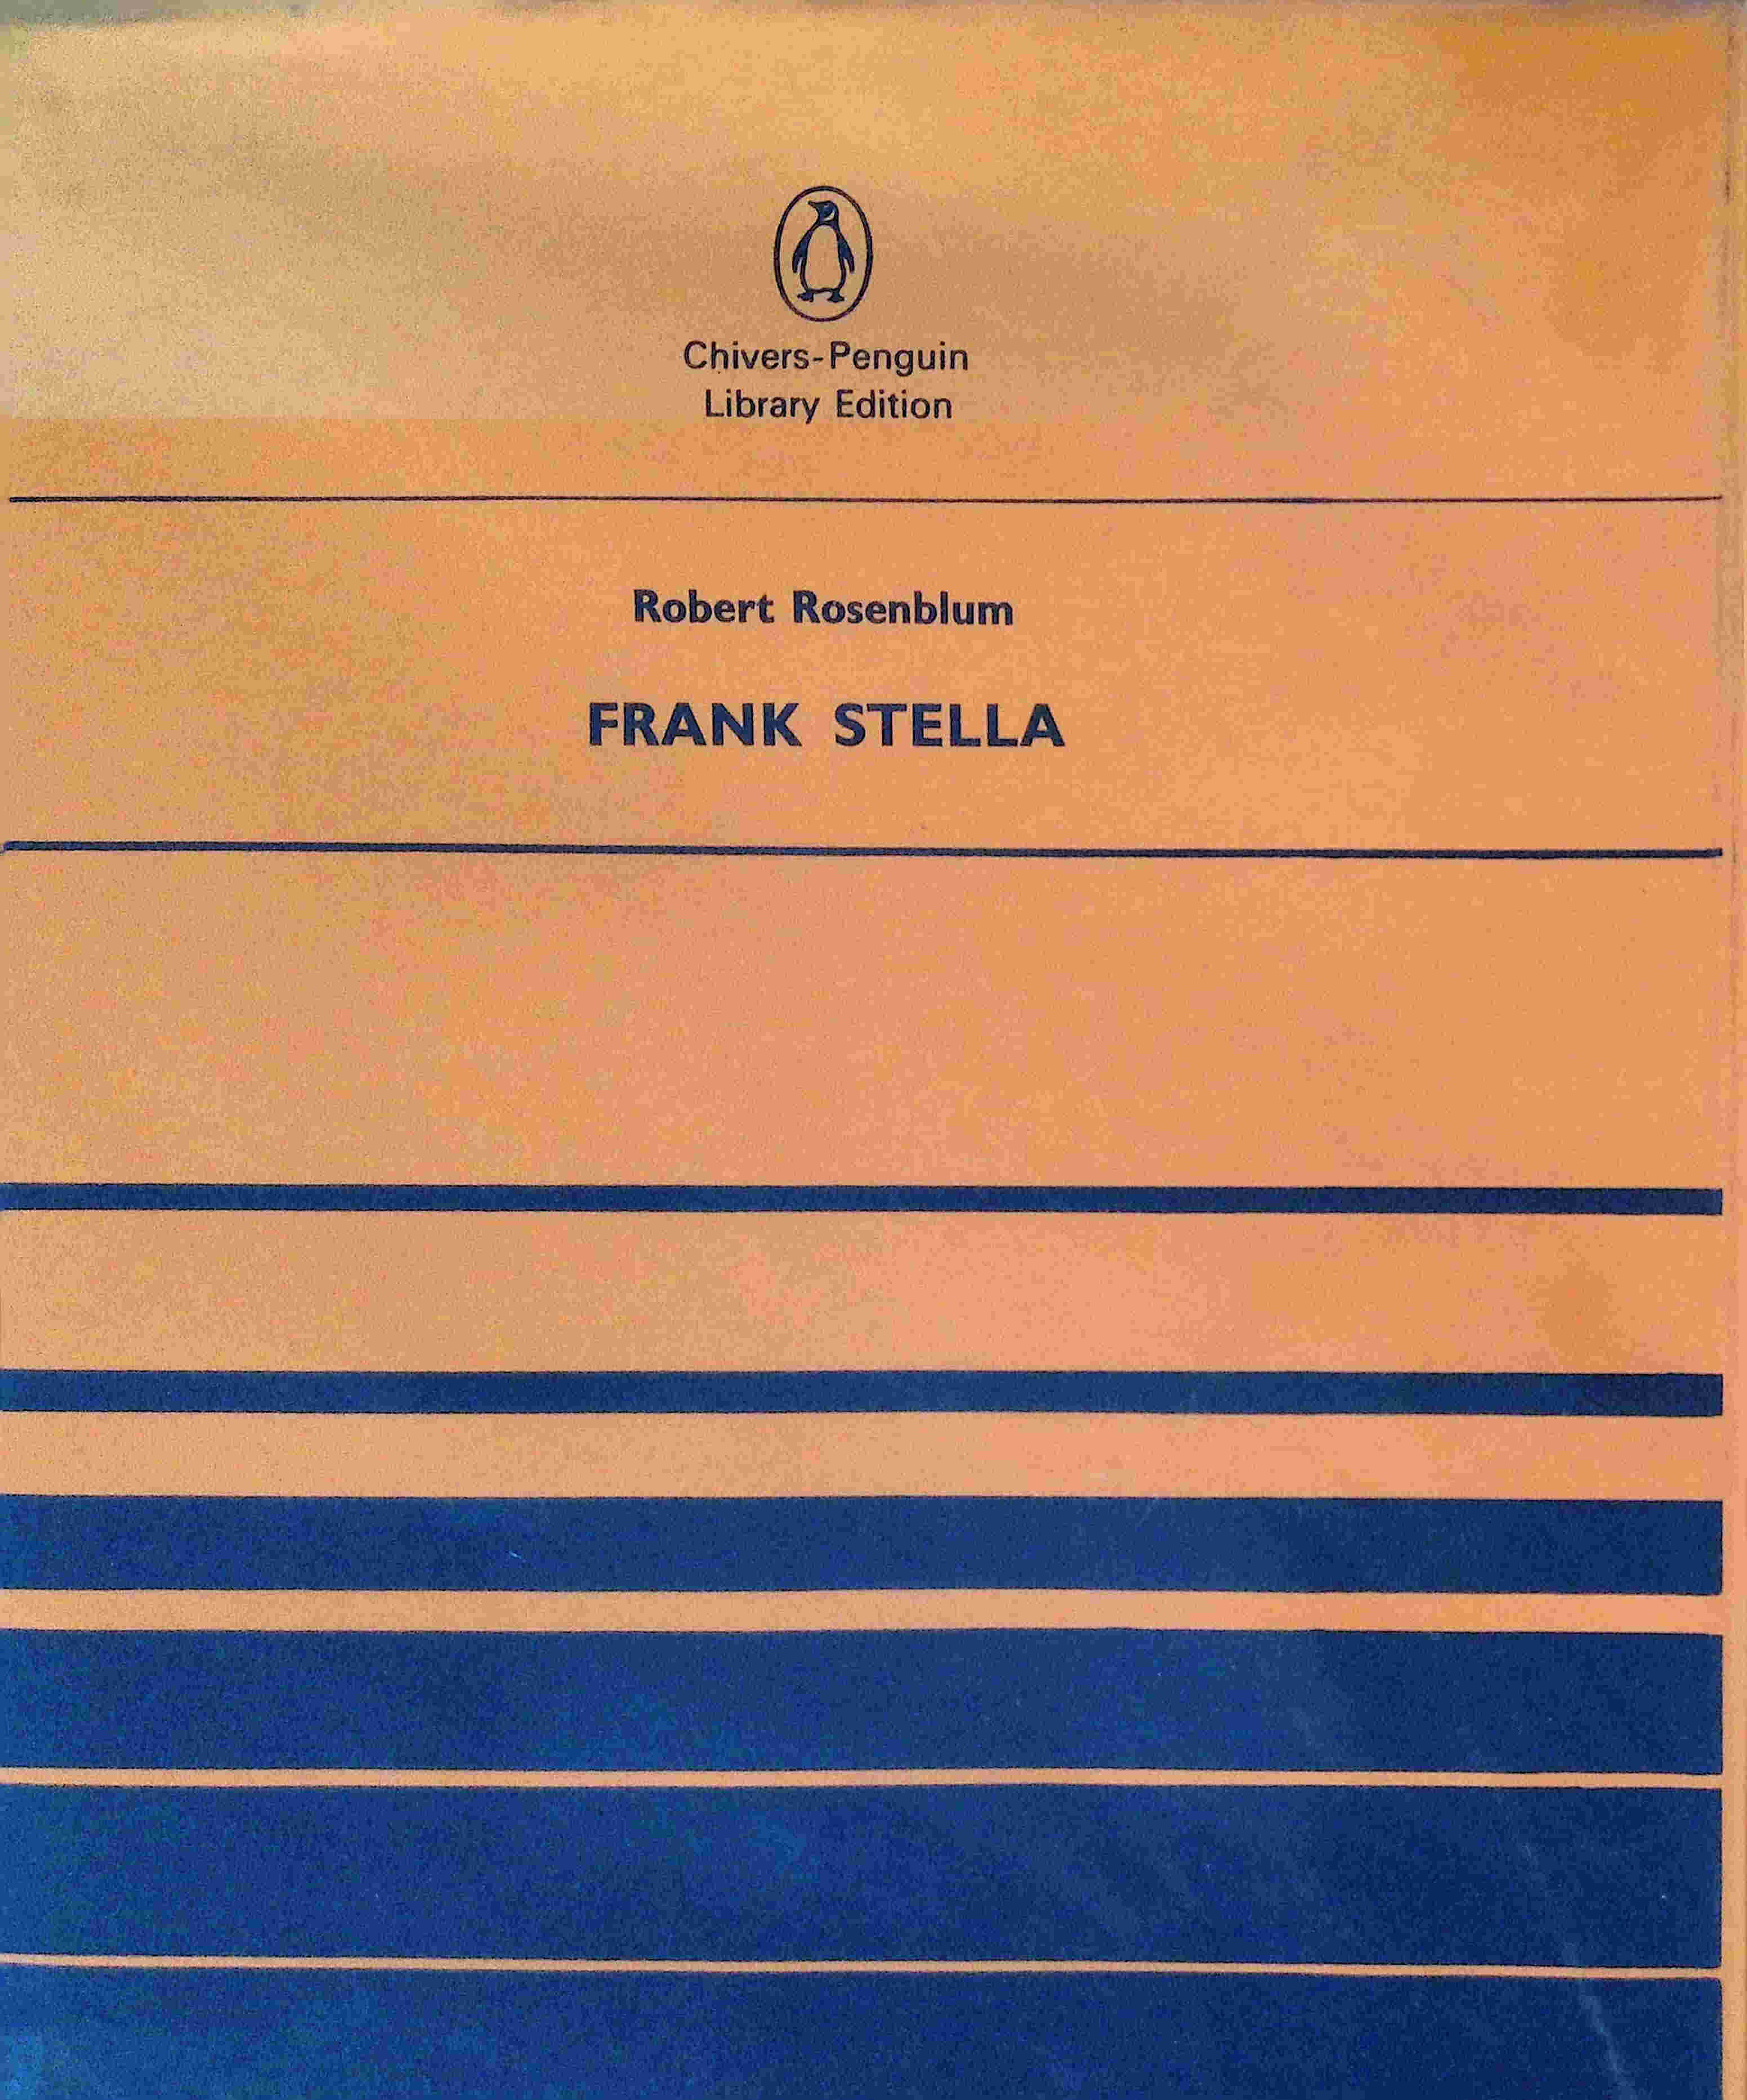 Chivers-Penguin
Library Edition
Robert Rosenblum
FRANK STELLA